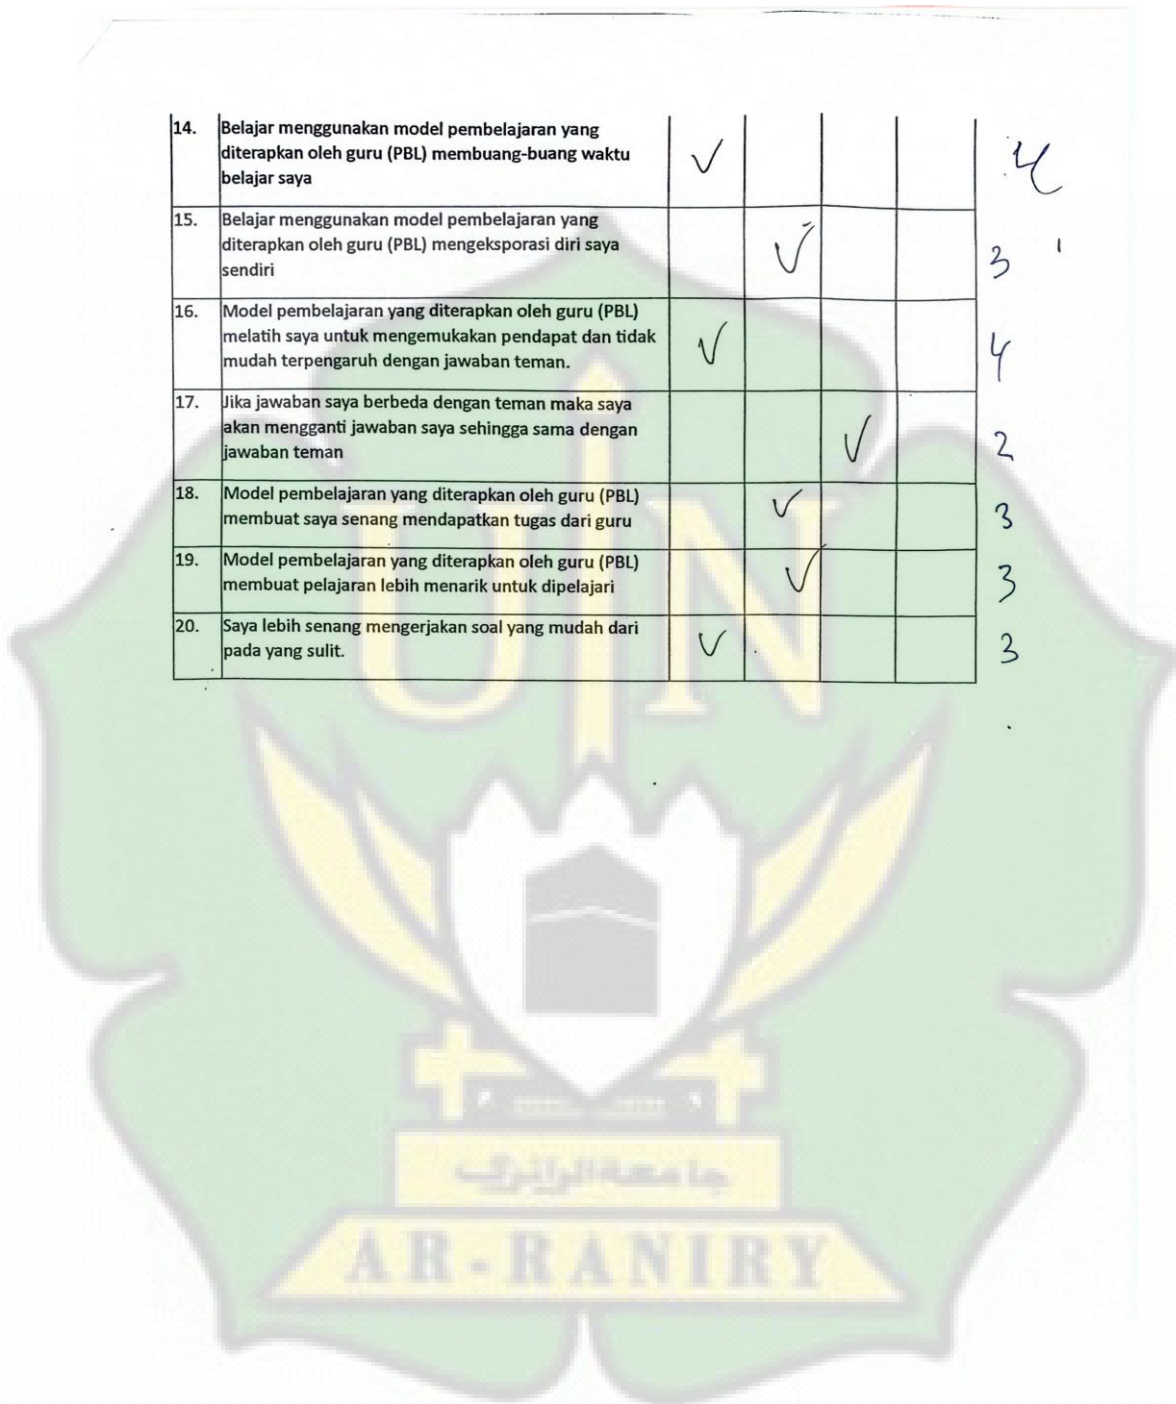 14. Belajar menggunakan model pembelajaran yang
diterapkan oleh guru (PBL) membuang-buang waktu
belajar saya
√ 4
15. Belajar menggunakan model pembelajaran yang
diterapkan oleh guru (PBL) mengeksporasi diri saya
sendiri
√ 3
16. Model pembelajaran yang diterapkan oleh guru (PBL)
melatih saya untuk mengemukakan pendapat dan tidak
mudah terpengaruh dengan jawaban teman.
√ 4
17. Jika jawaban saya berbeda dengan teman maka saya
akan mengganti jawaban saya sehingga sama dengan
jawaban teman
√ 2
18. Model pembelajaran yang diterapkan oleh guru (PBL)
membuat saya senang mendapatkan tugas dari guru
√ 3
19. Model pembelajaran yang diterapkan oleh guru (PBL)
membuat pelajaran lebih menarik untuk dipelajari
√ 3
20. Saya lebih senang mengerjakan soal yang mudah dari
pada yang sulit.
√ 3
UIN
جامعة الرانري
AR-RANIRY